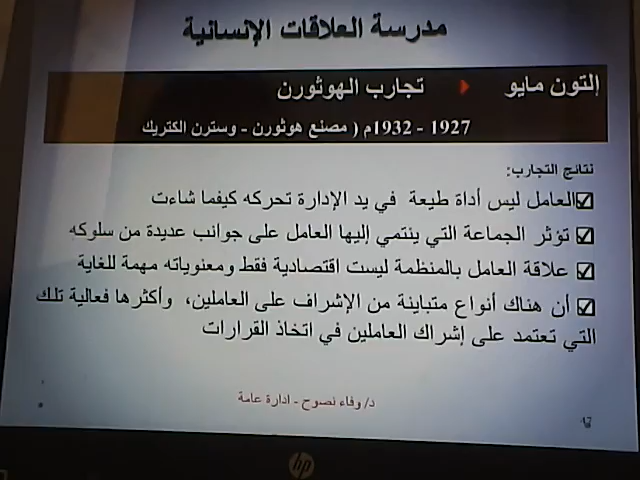 مدرسة العلاقات الإنسانية
إلتون مايو تجارب الهوثورن
1927 - 1932م ( مصنع هوثورن - وسترن الكتريك
نتائج التجارب:
العامل ليس أداة طيعة في يد الإدارة تحركه كيفما شاءت
تؤثر الجماعة التي ينتمي إليها العامل على جوانب عديدة من سلوكه
علاقة العامل بالمنظمة ليست اقتصادية فقط ومعنوياته مهمة للغاية
أن هناك أنواع متباينة من الإشراف على العاملين، وأكثرها فعالية تلك
التي تعتمد على إشراك العاملين في اتخاذ القرارات
د/ وفاء نصوح - ادارة عامة
hp